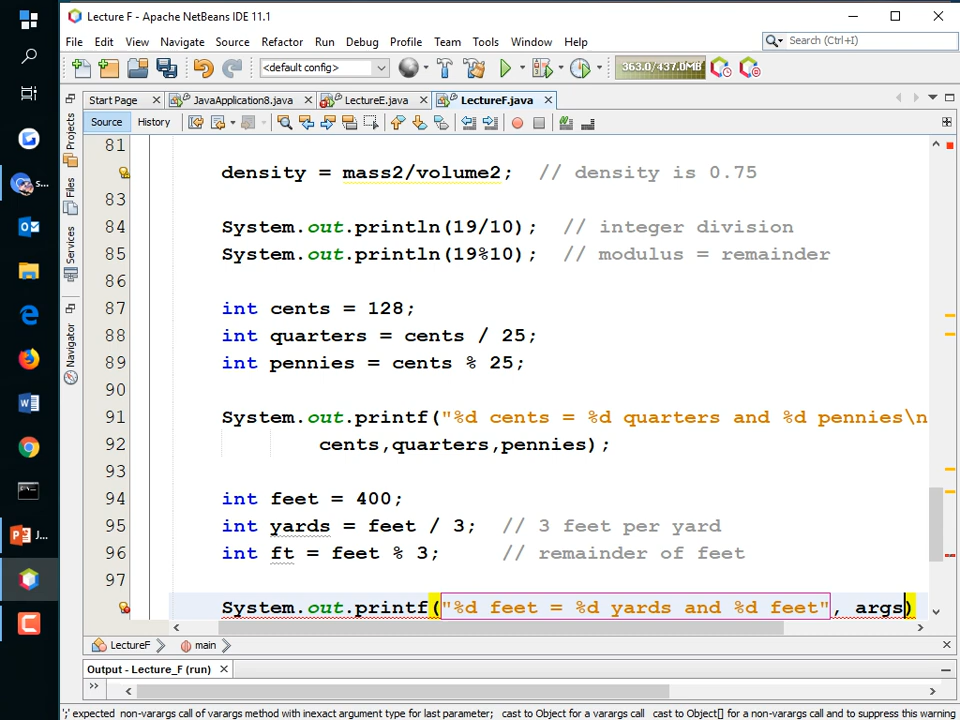 Lecture F - Apache NetBeans IDE 11.1
File Edit View Navigate Source Refactor Run Debug Profile Team Tools Window Help
Search (Ctrl+I)
<default config>
363.0/437.0MB
Start Page JavaApplication8.java LectureE.java LectureF.java
Source History
Projects
Files
Services
Navigator
s...
J...
81
density = mass2/volume2; // density is 0.75
83
84 System.out.println(19/10); // integer division
85 System.out.println(19%10); // modulus = remainder
86
87 int cents = 128;
88 int quarters = cents / 25;
89 int pennies = cents % 25;
90
91 System.out.printf("%d cents = %d quarters and %d pennies\n
92 cents,quarters,pennies);
93
94 int feet = 400;
95 int yards = feet / 3; // 3 feet per yard
96 int ft = feet % 3; // remainder of feet
97
System.out.printf("%d feet = %d yards and %d feet", args)
LectureF main
Output - Lecture_F (run)
';' expected non-varargs call of varargs method with inexact argument type for last parameter; cast to Object for a varargs call cast to Object[] for a non-varargs call and to suppress this warning